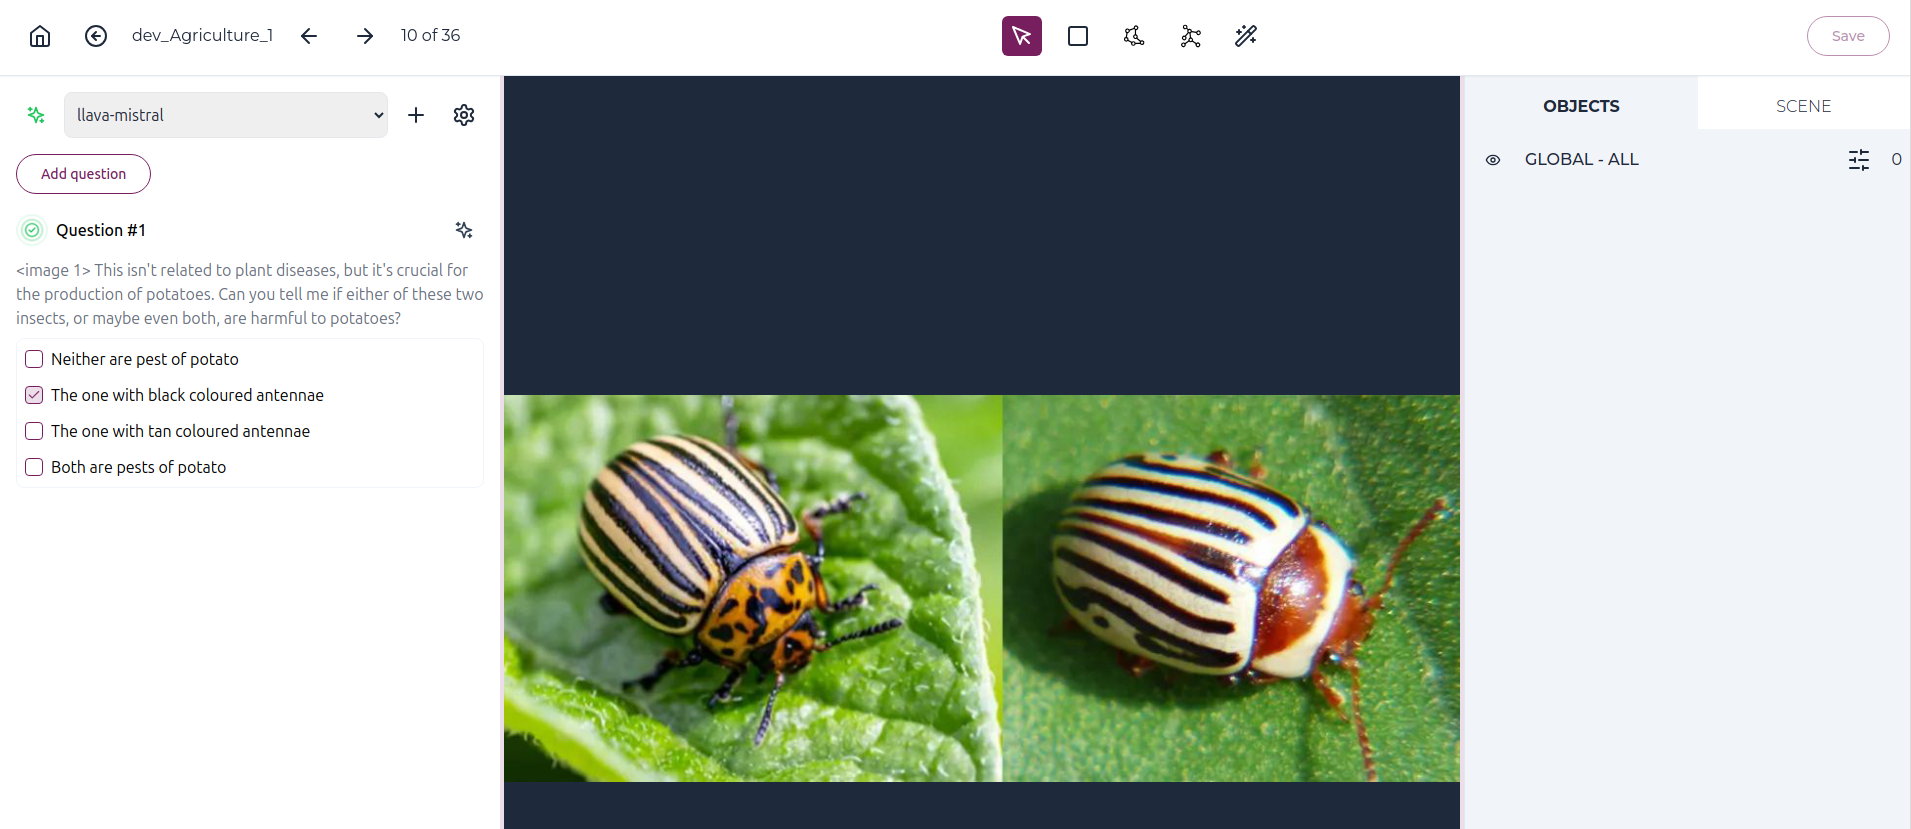 dev_Agriculture_1
10 of 36
Save
llava-mistral
Add question
Question #1
<image 1> This isn't related to plant diseases, but it's crucial for
the production of potatoes. Can you tell me if either of these two
insects, or maybe even both, are harmful to potatoes?
Neither are pest of potato
The one with black coloured antennae
The one with tan coloured antennae
Both are pests of potato
OBJECTS
SCENE
GLOBAL - ALL
0